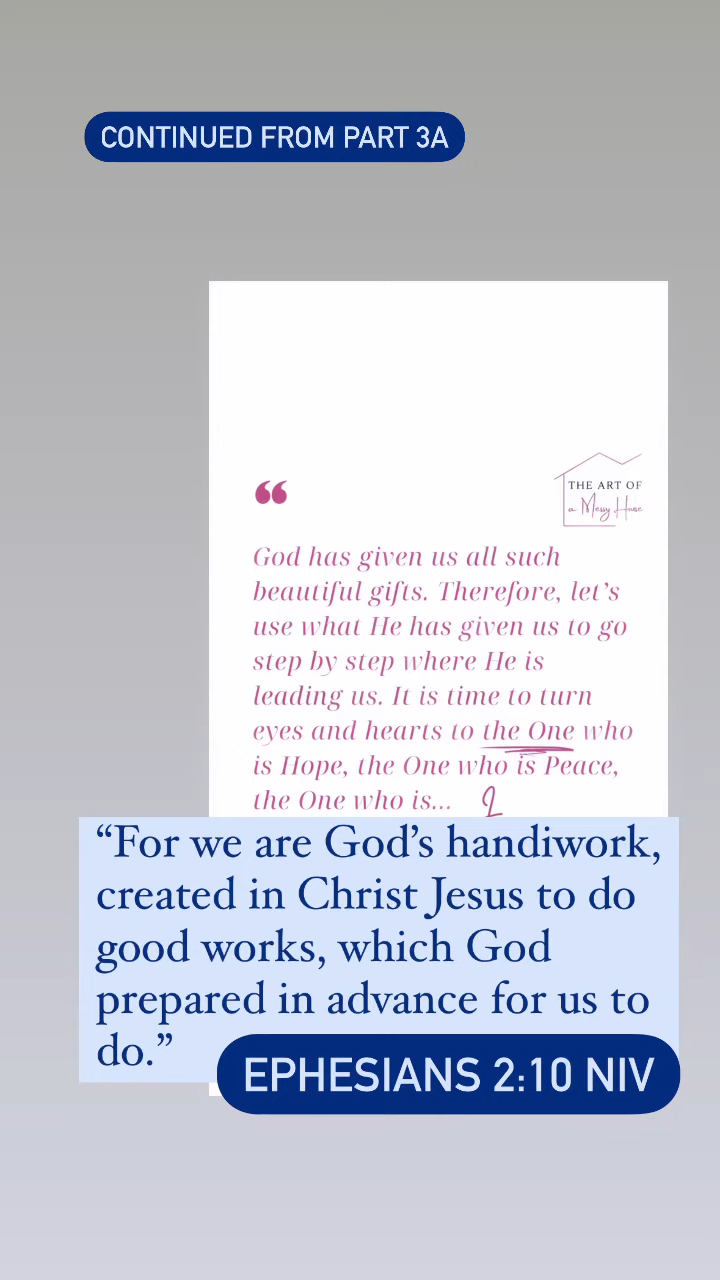 CONTINUED FROM PART 3A
THE ART OF
a Messy House
“
God has given us all such
beautiful gifts. Therefore, let’s
use what He has given us to go
step by step where He is
leading us. It is time to turn
eyes and hearts to the One who
is Hope, the One who is Peace,
the One who is...
“For we are God’s handiwork,
created in Christ Jesus to do
good works, which God
prepared in advance for us to
do.”
EPHESIANS 2:10 NIV